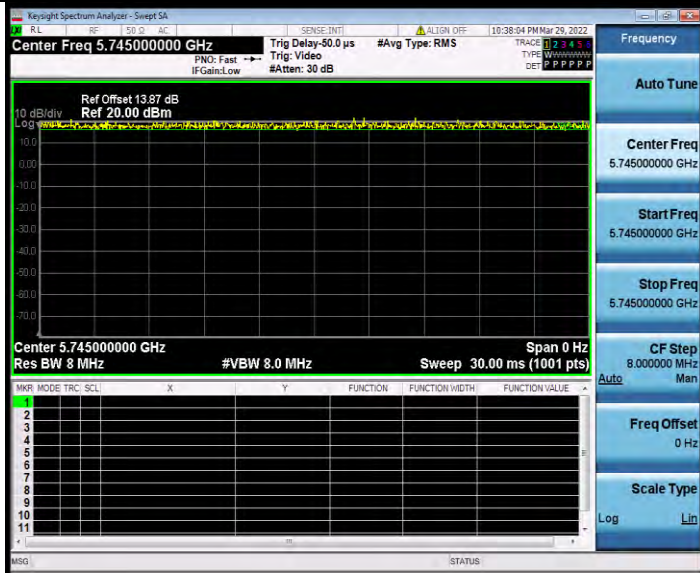 Keysight Spectrum Analyzer - Swept SA
RL RF 50 Ω AC SENSE:INT ALIGN OFF 10:38:04 PM Mar 29, 2022
Center Freq 5.745000000 GHz
Trig Delay-50.0 µs #Avg Type: RMS
TRACE 1 2 3 4 5 6
PNO: Fast Trig: Video
TYPE
IFGain:Low #Atten: 30 dB
DET P P P P P P
Ref Offset 13.87 dB
10 dB/div Ref 20.00 dBm
Log
10.0
0.00
-10.0
-20.0
-30.0
-40.0
-50.0
-60.0
-70.0
Center 5.745000000 GHz Span 0 Hz
Res BW 8 MHz #VBW 8.0 MHz Sweep 30.00 ms (1001 pts)
MKR MODE TRC SCL X Y FUNCTION FUNCTION WIDTH FUNCTION VALUE
1
2
3
4
5
6
7
8
9
10
11
MSG STATUS
Frequency
Auto Tune
Center Freq
5.745000000 GHz
Start Freq
5.745000000 GHz
Stop Freq
5.745000000 GHz
CF Step
8.000000 MHz
Auto Man
Freq Offset
0 Hz
Scale Type
Log Lin